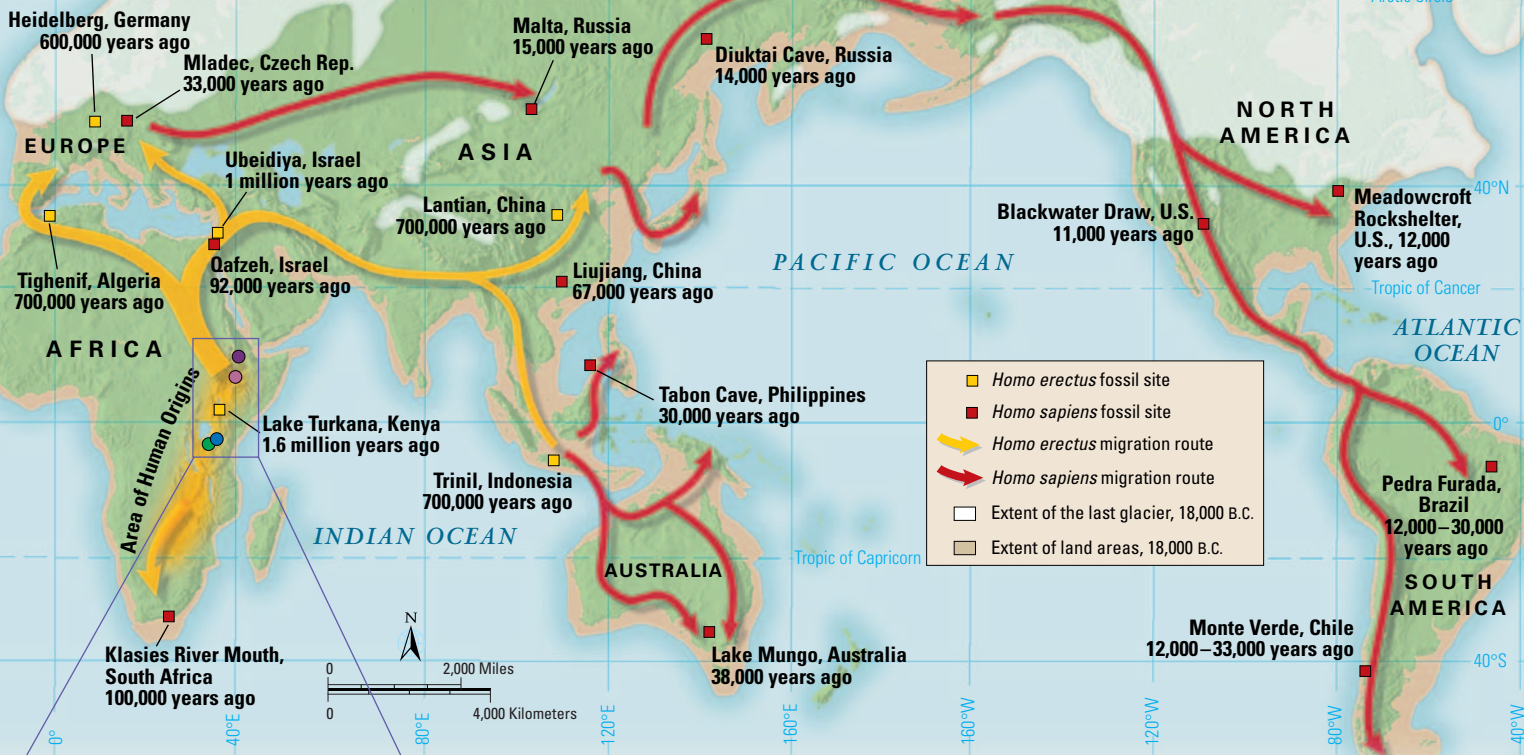 Arctic Circle
Heidelberg, Germany
600,000 years ago
Mladec, Czech Rep.
33,000 years ago
Malta, Russia
15,000 years ago
Diuktai Cave, Russia
14,000 years ago
NORTH
AMERICA
EUROPE
ASIA
Ubeidiya, Israel
1 million years ago
Lantian, China
700,000 years ago
40°N
Blackwater Draw, U.S.
11,000 years ago
Meadowcroft
Rockshelter,
U.S., 12,000
years ago
Tighenif, Algeria
700,000 years ago
Qafzeh, Israel
92,000 years ago
Liujiang, China
67,000 years ago
PACIFIC OCEAN
Tropic of Cancer
ATLANTIC
OCEAN
AFRICA
Area of Human Origins
Lake Turkana, Kenya
1.6 million years ago
Tabon Cave, Philippines
30,000 years ago
Homo erectus fossil site
Homo sapiens fossil site
Homo erectus migration route
Homo sapiens migration route
Extent of the last glacier, 18,000 B.C.
Extent of land areas, 18,000 B.C.
0°
Trinil, Indonesia
700,000 years ago
Pedra Furada,
Brazil
12,000–30,000
years ago
INDIAN OCEAN
Tropic of Capricorn
AUSTRALIA
SOUTH
AMERICA
Klasies River Mouth,
South Africa
100,000 years ago
N
0
2,000 Miles
0
4,000 Kilometers
Lake Mungo, Australia
38,000 years ago
Monte Verde, Chile
12,000–33,000 years ago
40°S
0°
40°E
80°E
120°E
160°E
160°W
120°W
80°W
40°W